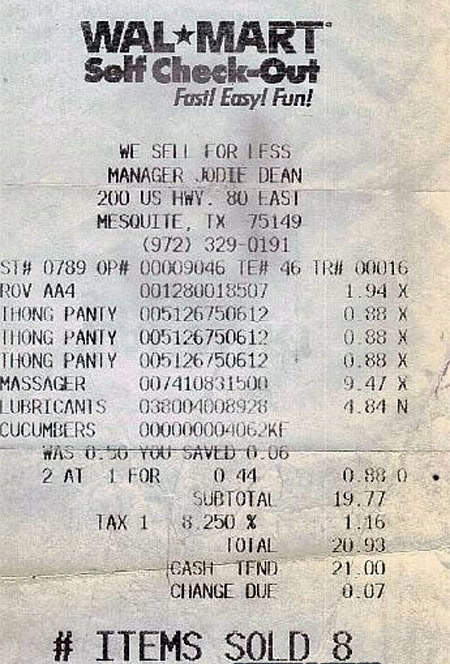 WAL★MART®
Self Check-Out
Fast! Easy! Fun!
WE SELL FOR LESS
MANAGER JODIE DEAN
200 US HWY. 80 EAST
MESQUITE, TX 75149
(972) 329-0191
ST# 0789 OP# 00009046 TE# 46 TR# 00016
ROV AA4 001280018507 1.94 X
THONG PANTY 005126750612 0.88 X
THONG PANTY 005126750612 0.88 X
THONG PANTY 005126750612 0.88 X
MASSAGER 007410831500 9.47 X
LUBRICANTS 038004008928 4.84 N
CUCUMBERS 000000004062KF
WAS 0.50 YOU SAVED 0.06
2 AT 1 FOR 0.44 0.88 O
SUBTOTAL 19.77
TAX 1 8.250 % 1.16
TOTAL 20.93
CASH TEND 21.00
CHANGE DUE 0.07
# ITEMS SOLD 8